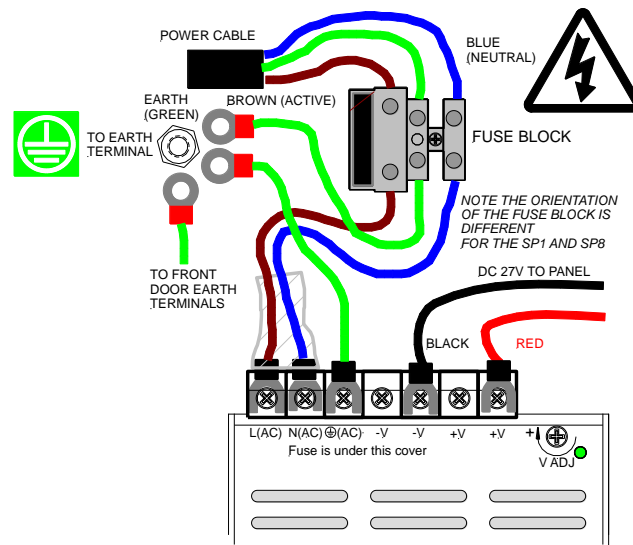 POWER CABLE
BLUE
(NEUTRAL)
EARTH
(GREEN)
BROWN (ACTIVE)
TO EARTH
TERMINAL
FUSE BLOCK
NOTE THE ORIENTATION
OF THE FUSE BLOCK IS
DIFFERENT
FOR THE SP1 AND SP8
TO FRONT
DOOR EARTH
TERMINALS
DC 27V TO PANEL
BLACK
RED
L(AC) N(AC) ⏚(AC) -V -V +V +V +
Fuse is under this cover
V ADJ